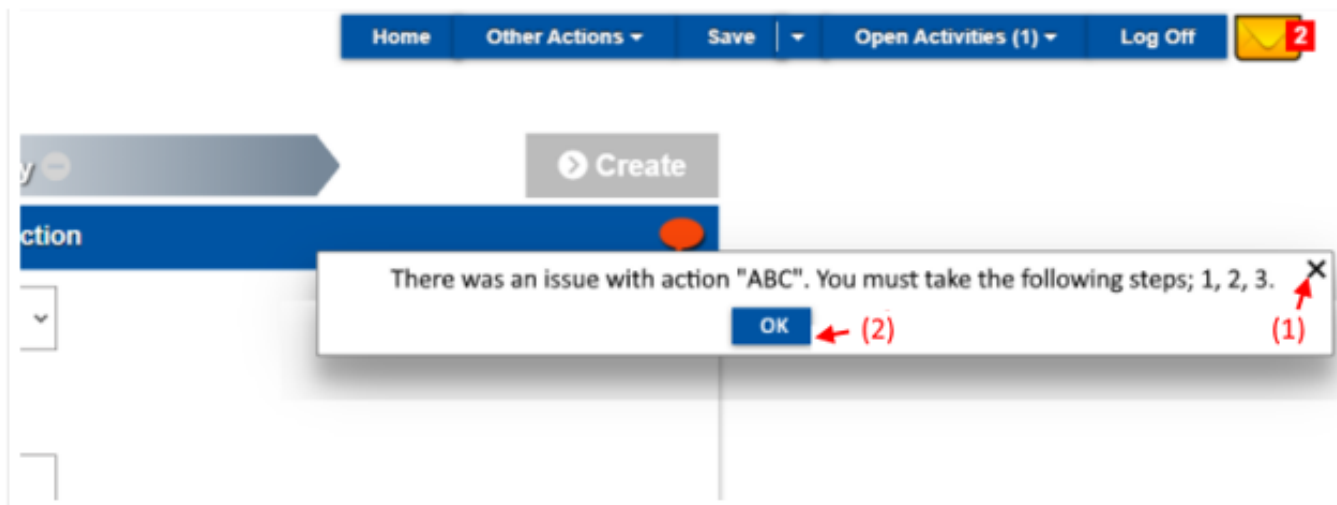 Home Other Actions Save Open Activities (1) Log Off 2
y Create
ction
There was an issue with action "ABC". You must take the following steps; 1, 2, 3.
OK (2) (1)